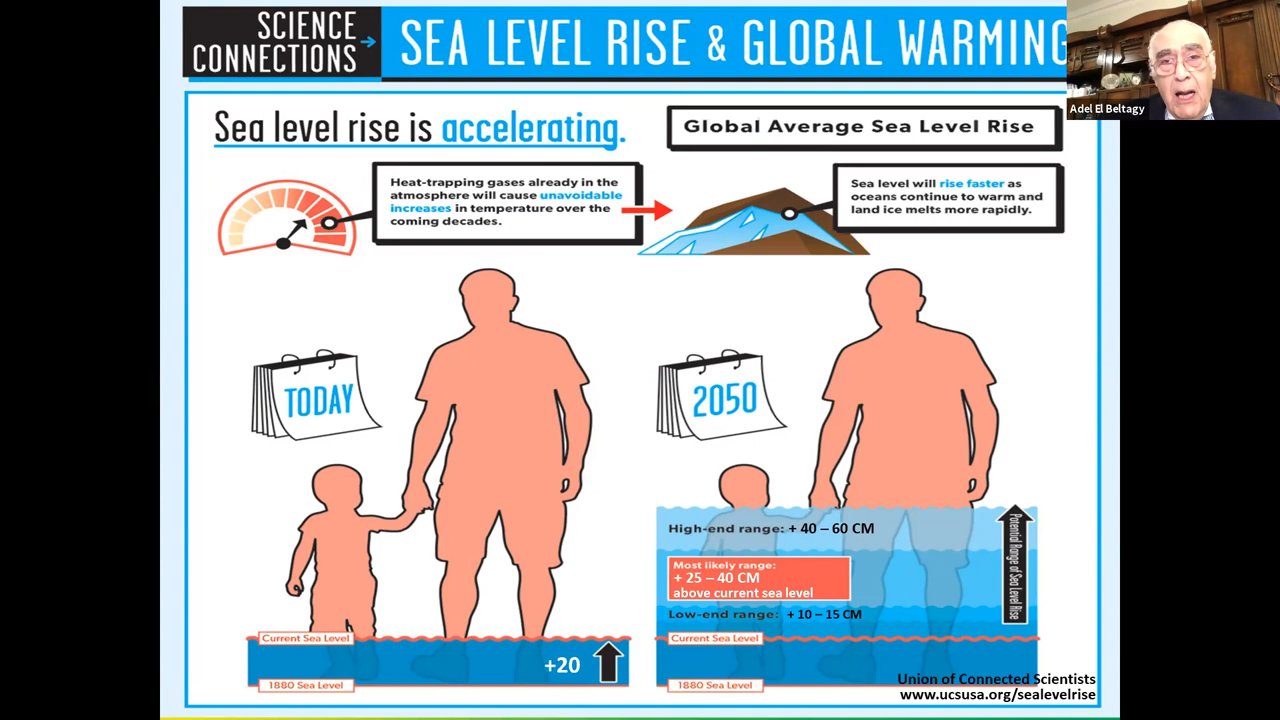 SCIENCE
CONNECTIONS
SEA LEVEL RISE & GLOBAL WARMING
Adel El Beltagy
Sea level rise is accelerating.
Global Average Sea Level Rise
Heat-trapping gases already in the
atmosphere will cause unavoidable
increases in temperature over the
coming decades.
Sea level will rise faster as
oceans continue to warm and
land ice melts more rapidly.
TODAY
2050
High-end range: + 40 – 60 CM
Most likely range:
+ 25 – 40 CM
above current sea level
Low-end range: + 10 – 15 CM
Potential Range of Sea Level Rise
Current Sea Level
+20
1880 Sea Level
Current Sea Level
1880 Sea Level
Union of Connected Scientists
www.ucsusa.org/sealevelrise